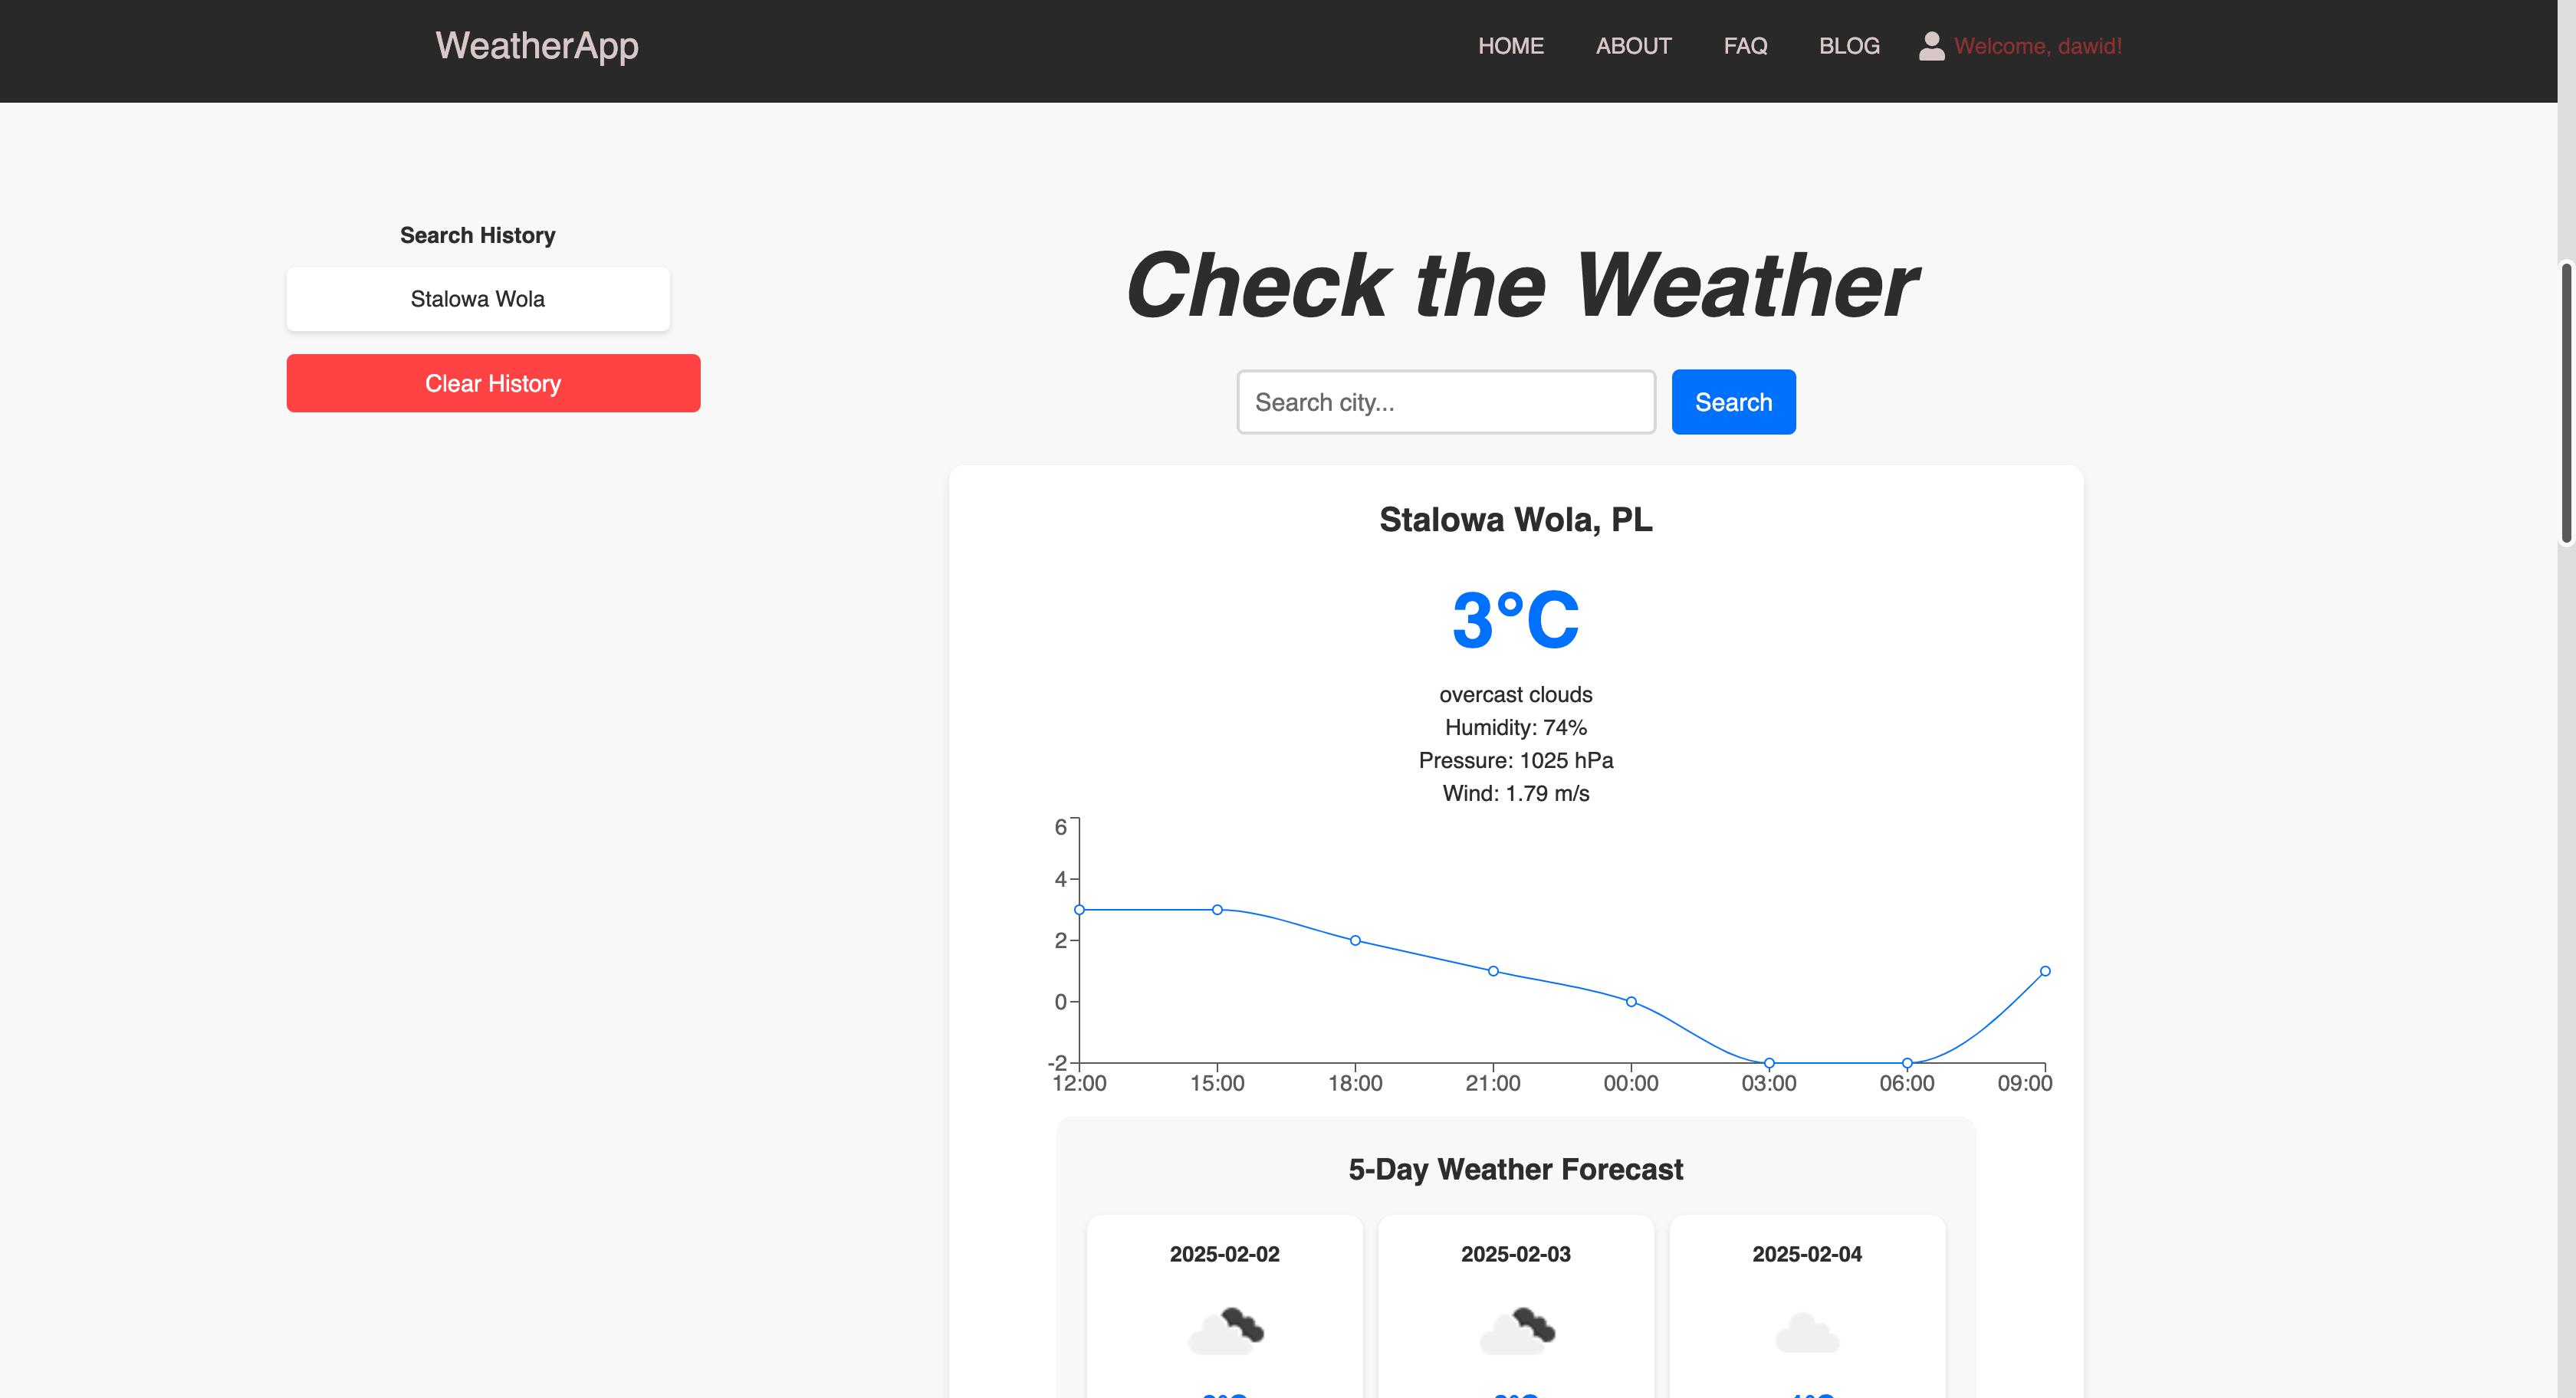 WeatherApp
HOME ABOUT FAQ BLOG Welcome, dawid!
Search History
Stalowa Wola
Clear History
Check the Weather
Search city... Search
Stalowa Wola, PL
3°C
overcast clouds
Humidity: 74%
Pressure: 1025 hPa
Wind: 1.79 m/s
6
4
2
0
-2
12:00 15:00 18:00 21:00 00:00 03:00 06:00 09:00
5-Day Weather Forecast
2025-02-02 2025-02-03 2025-02-04